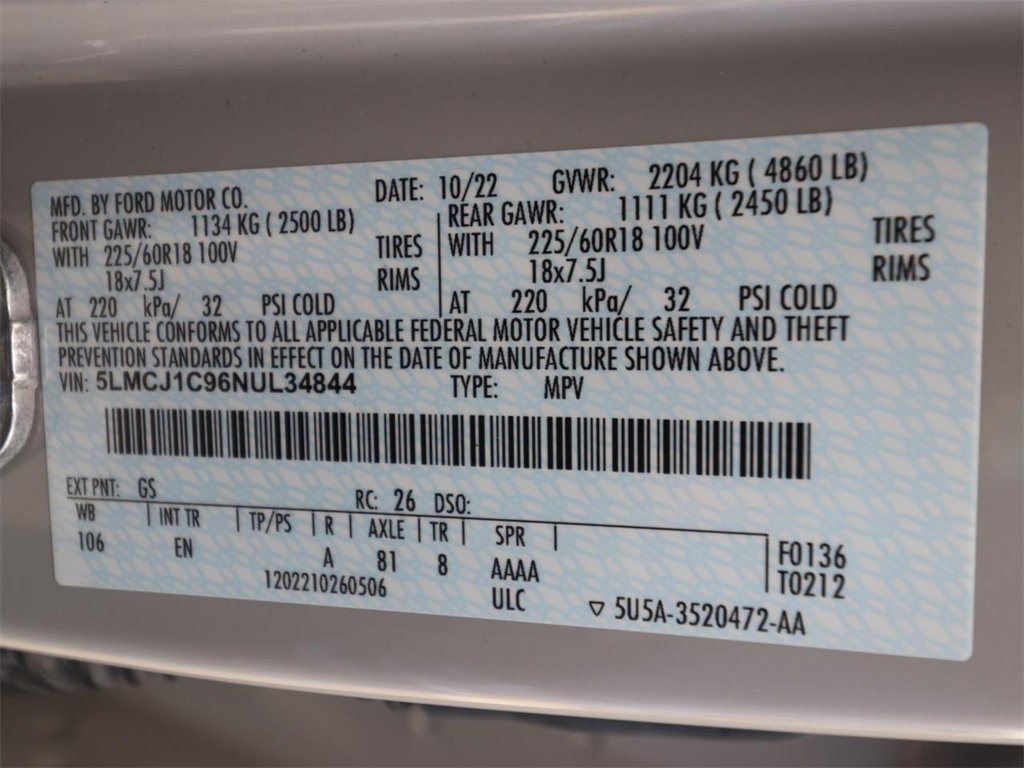 MFD. BY FORD MOTOR CO. DATE: 10/22 GVWR: 2204 KG ( 4860 LB)
FRONT GAWR: 1134 KG ( 2500 LB) REAR GAWR: 1111 KG ( 2450 LB)
WITH 225/60R18 100V TIRES WITH 225/60R18 100V TIRES
18x7.5J RIMS 18x7.5J RIMS
AT 220 kPa/ 32 PSI COLD AT 220 kPa/ 32 PSI COLD
THIS VEHICLE CONFORMS TO ALL APPLICABLE FEDERAL MOTOR VEHICLE SAFETY AND THEFT
PREVENTION STANDARDS IN EFFECT ON THE DATE OF MANUFACTURE SHOWN ABOVE.
VIN: 5LMCJ1C96NUL34844 TYPE: MPV
EXT PNT: GS RC: 26 DSO:
WB INT TR TP/PS R AXLE TR SPR
106 EN A 81 8 AAAA F0136
1202210260506 ULC T0212
▽ 5U5A-3520472-AA